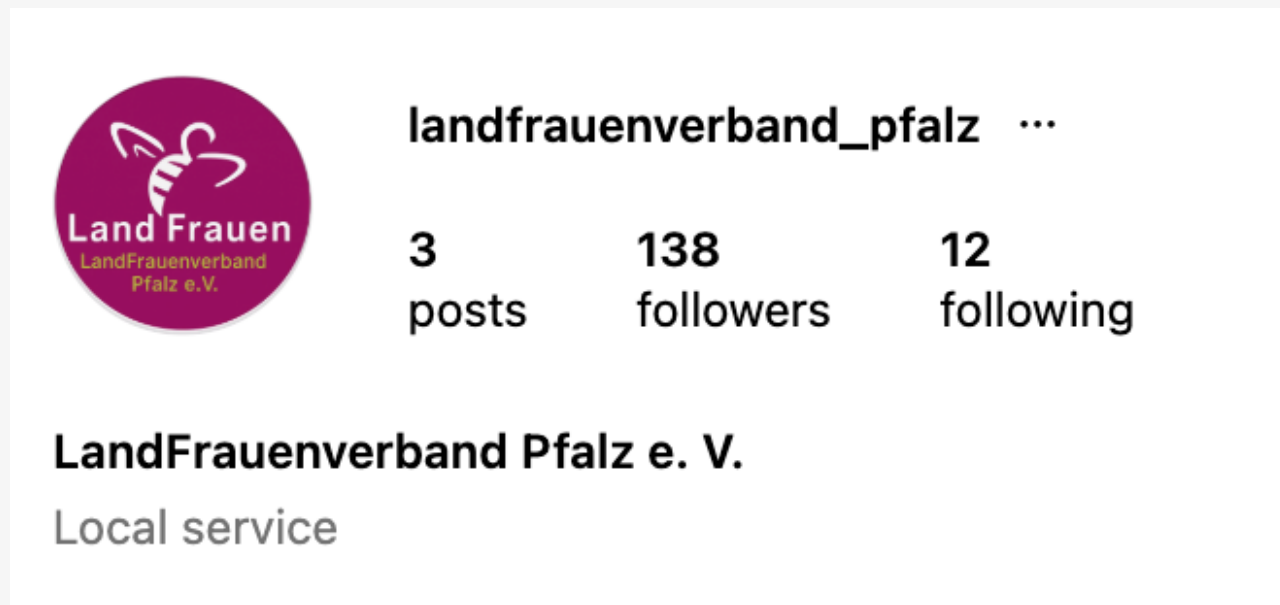 Land Frauen
LandFrauenverband
Pfalz e.V.
landfrauenverband_pfalz ...
3 138 12
posts followers following
LandFrauenverband Pfalz e. V.
Local service